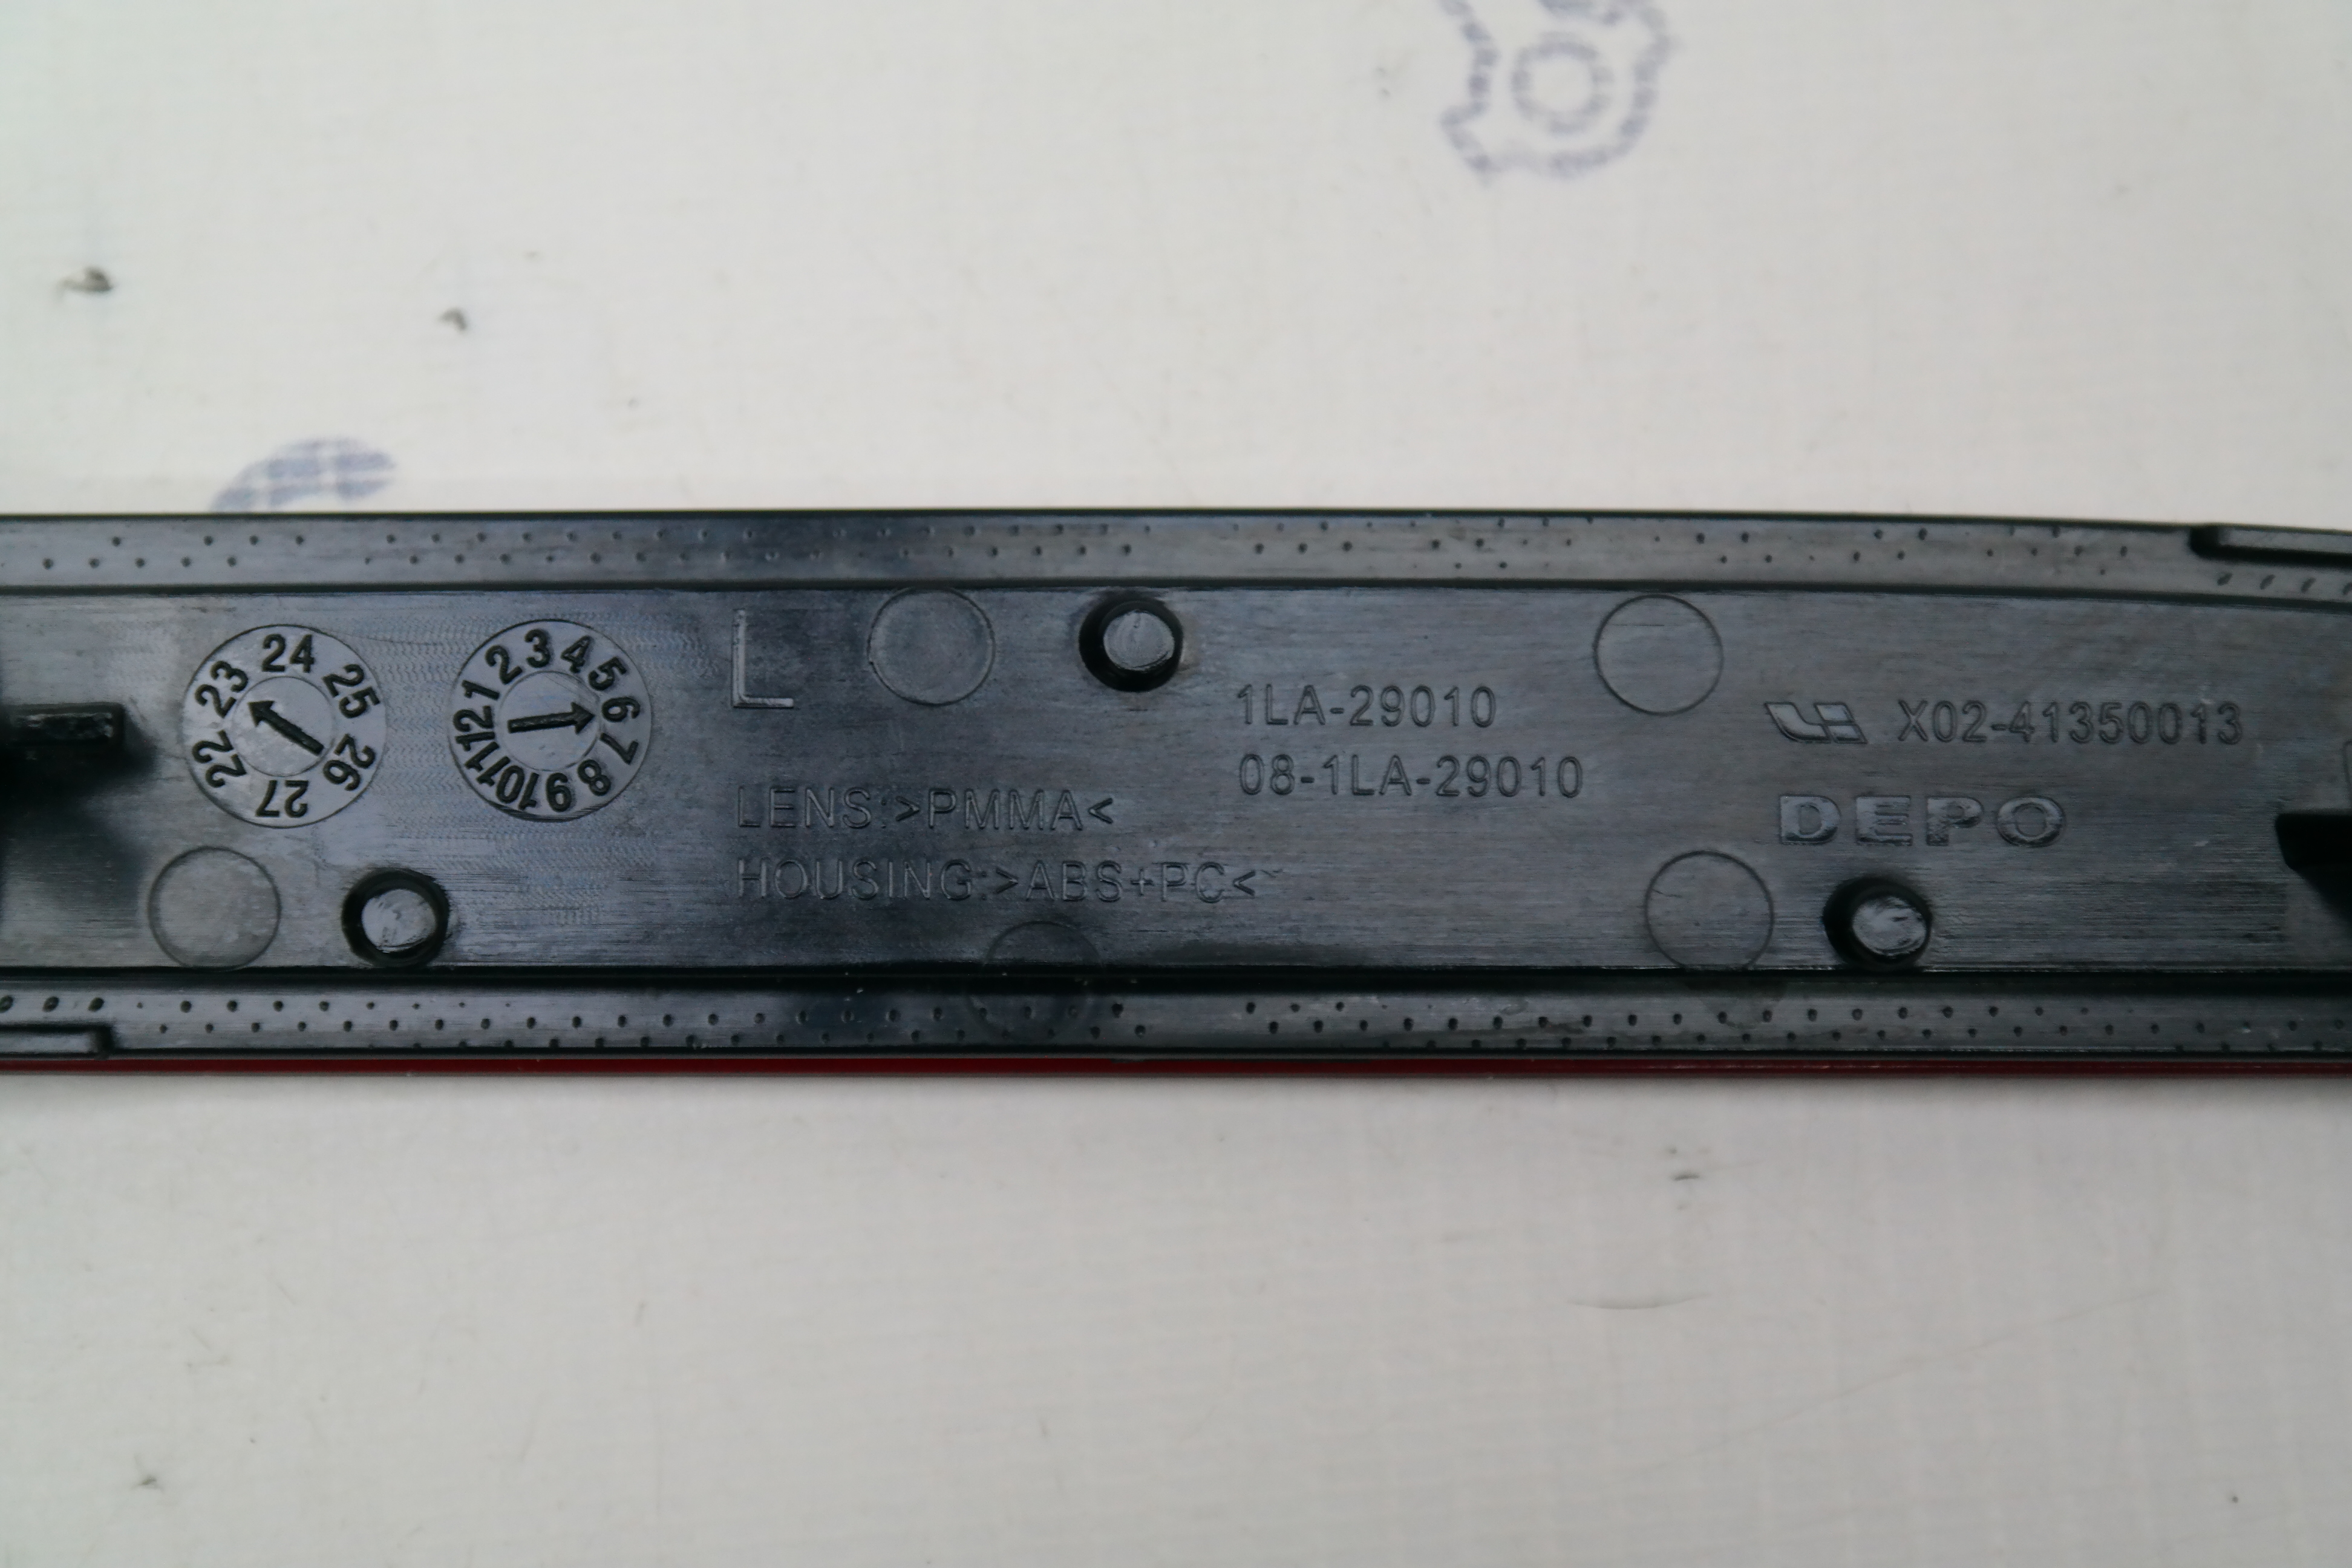 22 23 24 25 26 27
1 2 3 4 5 6 7 8 9 10 11 12
L
LENS:>PMMA<
HOUSING:>ABS+PC<
1LA-29010
08-1LA-29010
X02-41350013
DEPO